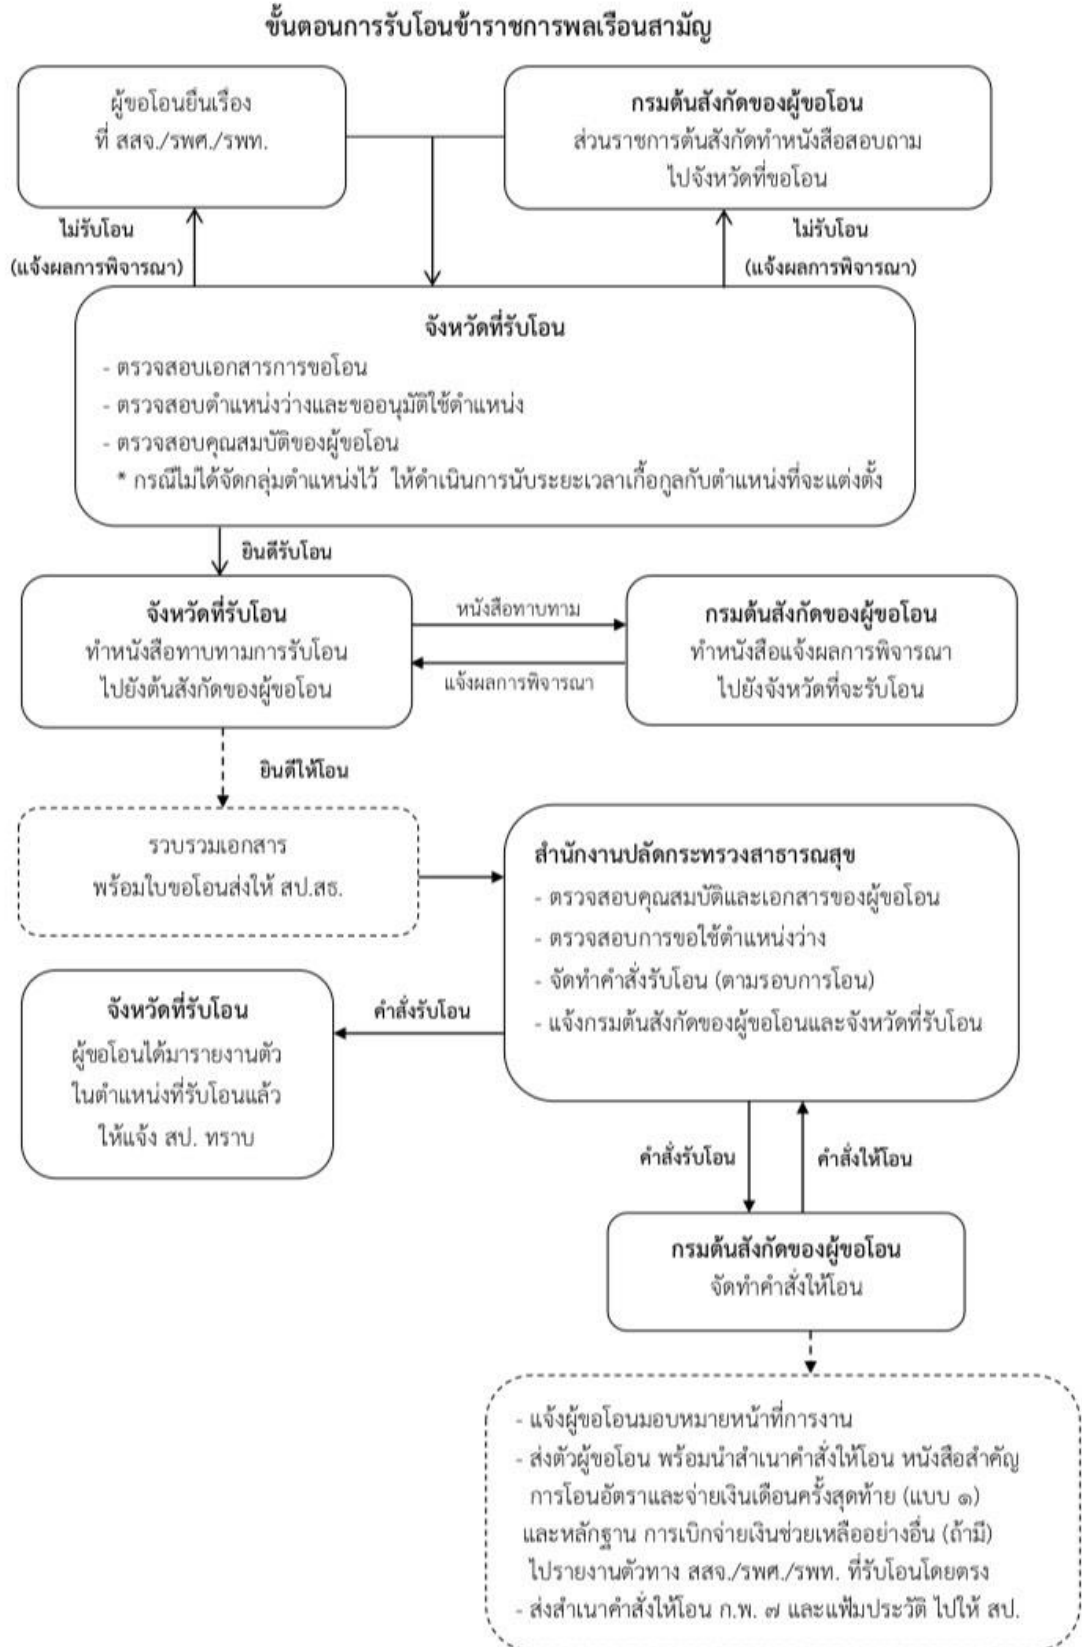 ขั้นตอนการรับโอนข้าราชการพลเรือนสามัญ
ผู้ขอโอนยื่นเรื่อง
ที่ สสจ./รพศ./รพท.
กรมต้นสังกัดของผู้ขอโอน
ส่วนราชการต้นสังกัดทำหนังสือสอบถาม
ไปจังหวัดที่ขอโอน
ไม่รับโอน
(แจ้งผลการพิจารณา)
ไม่รับโอน
(แจ้งผลการพิจารณา)
จังหวัดที่รับโอน
- ตรวจสอบเอกสารการขอโอน
- ตรวจสอบตำแหน่งว่างและขออนุมัติใช้ตำแหน่ง
- ตรวจสอบคุณสมบัติของผู้ขอโอน
* กรณีไม่ได้จัดกลุ่มตำแหน่งไว้ ให้ดำเนินการนับระยะเวลาเกื้อกูลกับตำแหน่งที่จะแต่งตั้ง
ยินดีรับโอน
จังหวัดที่รับโอน
ทำหนังสือทาบทามการรับโอน
ไปยังต้นสังกัดของผู้ขอโอน
หนังสือทาบทาม
แจ้งผลการพิจารณา
กรมต้นสังกัดของผู้ขอโอน
ทำหนังสือแจ้งผลการพิจารณา
ไปยังจังหวัดที่จะรับโอน
ยินดีให้โอน
รวบรวมเอกสาร
พร้อมใบขอโอนส่งให้ สป.สธ.
สำนักงานปลัดกระทรวงสาธารณสุข
- ตรวจสอบคุณสมบัติและเอกสารของผู้ขอโอน
- ตรวจสอบการขอใช้ตำแหน่งว่าง
- จัดทำคำสั่งรับโอน (ตามรอบการโอน)
- แจ้งกรมต้นสังกัดของผู้ขอโอนและจังหวัดที่รับโอน
คำสั่งรับโอน
จังหวัดที่รับโอน
ผู้ขอโอนได้มารายงานตัว
ในตำแหน่งที่รับโอนแล้ว
ให้แจ้ง สป. ทราบ
คำสั่งรับโอน
คำสั่งให้โอน
กรมต้นสังกัดของผู้ขอโอน
จัดทำคำสั่งให้โอน
- แจ้งผู้ขอโอนมอบหมายหน้าที่การงาน
- ส่งตัวผู้ขอโอน พร้อมนำสำเนาคำสั่งให้โอน หนังสือสำคัญ
การโอนอัตราและจ่ายเงินเดือนครั้งสุดท้าย (แบบ ๑)
และหลักฐาน การเบิกจ่ายเงินช่วยเหลืออย่างอื่น (ถ้ามี)
ไปรายงานตัวทาง สสจ./รพศ./รพท. ที่รับโอนโดยตรง
- ส่งสำเนาคำสั่งให้โอน ก.พ. ๗ และแฟ้มประวัติ ไปให้ สป.